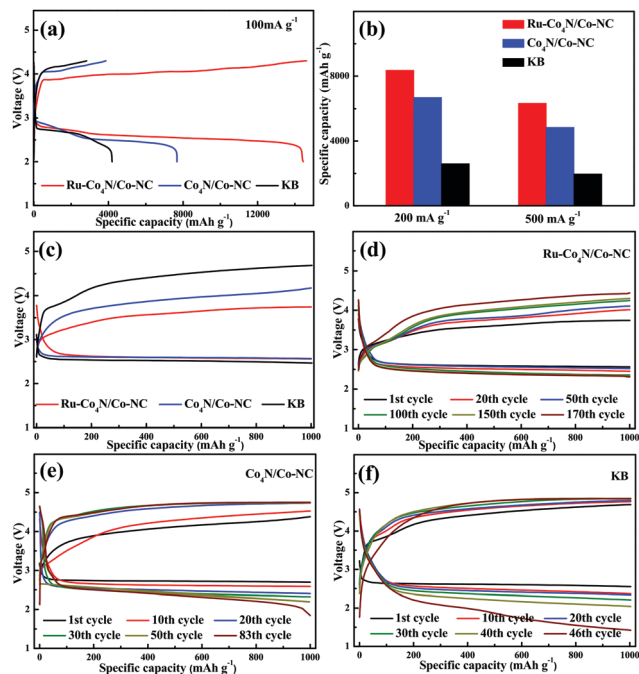 (a)
100mA g⁻¹
Voltage (V)
5
4
3
2
1
Ru-Co₄N/Co-NC
Co₄N/Co-NC
KB
0
4000
8000
12000
Specific capacity (mAh g⁻¹)
(b)
Ru-Co₄N/Co-NC
Co₄N/Co-NC
KB
Specific capacity (mAh g⁻¹)
8000
4000
0
200 mA g⁻¹
500 mA g⁻¹
(c)
Voltage (V)
5
4
3
2
1
Ru-Co₄N/Co-NC
Co₄N/Co-NC
KB
0
200
400
600
800
1000
Specific capacity (mAh g⁻¹)
(d)
Ru-Co₄N/Co-NC
Voltage (V)
5
4
3
2
1
1st cycle
20th cycle
50th cycle
100th cycle
150th cycle
170th cycle
0
200
400
600
800
1000
Specific capacity (mAh g⁻¹)
(e)
Co₄N/Co-NC
Voltage (V)
5
4
3
2
1
1st cycle
10th cycle
20th cycle
30th cycle
50th cycle
83th cycle
0
200
400
600
800
1000
Specific capacity (mAh g⁻¹)
(f)
KB
Voltage (V)
5
4
3
2
1
1st cycle
10th cycle
20th cycle
30th cycle
40th cycle
46th cycle
0
200
400
600
800
1000
Specific capacity (mAh g⁻¹)